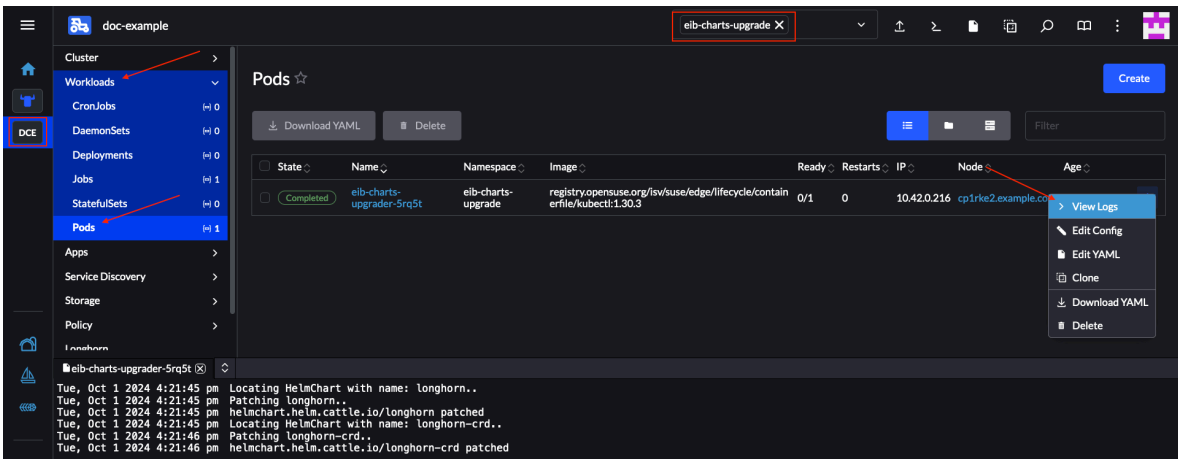 doc-example
eib-charts-upgrade
DCE
Cluster
Workloads
CronJobs 0
DaemonSets 0
Deployments 0
Jobs 1
StatefulSets 0
Pods 1
Apps
Service Discovery
Storage
Policy
Longhorn
Pods
Create
Download YAML Delete
Filter
State Name Namespace Image Ready Restarts IP Node Age
Completed eib-charts-upgrader-5rq5t eib-charts-upgrade registry.opensuse.org/isv/suse/edge/lifecycle/containerfile/kubectl:1.30.3 0/1 0 10.42.0.216 cp1rke2.example.co
View Logs
Edit Config
Edit YAML
Clone
Download YAML
Delete
eib-charts-upgrader-5rq5t
Tue, Oct 1 2024 4:21:45 pm Locating HelmChart with name: longhorn..
Tue, Oct 1 2024 4:21:45 pm Patching longhorn..
Tue, Oct 1 2024 4:21:45 pm helmchart.helm.cattle.io/longhorn patched
Tue, Oct 1 2024 4:21:45 pm Locating HelmChart with name: longhorn-crd..
Tue, Oct 1 2024 4:21:46 pm Patching longhorn-crd..
Tue, Oct 1 2024 4:21:46 pm helmchart.helm.cattle.io/longhorn-crd patched